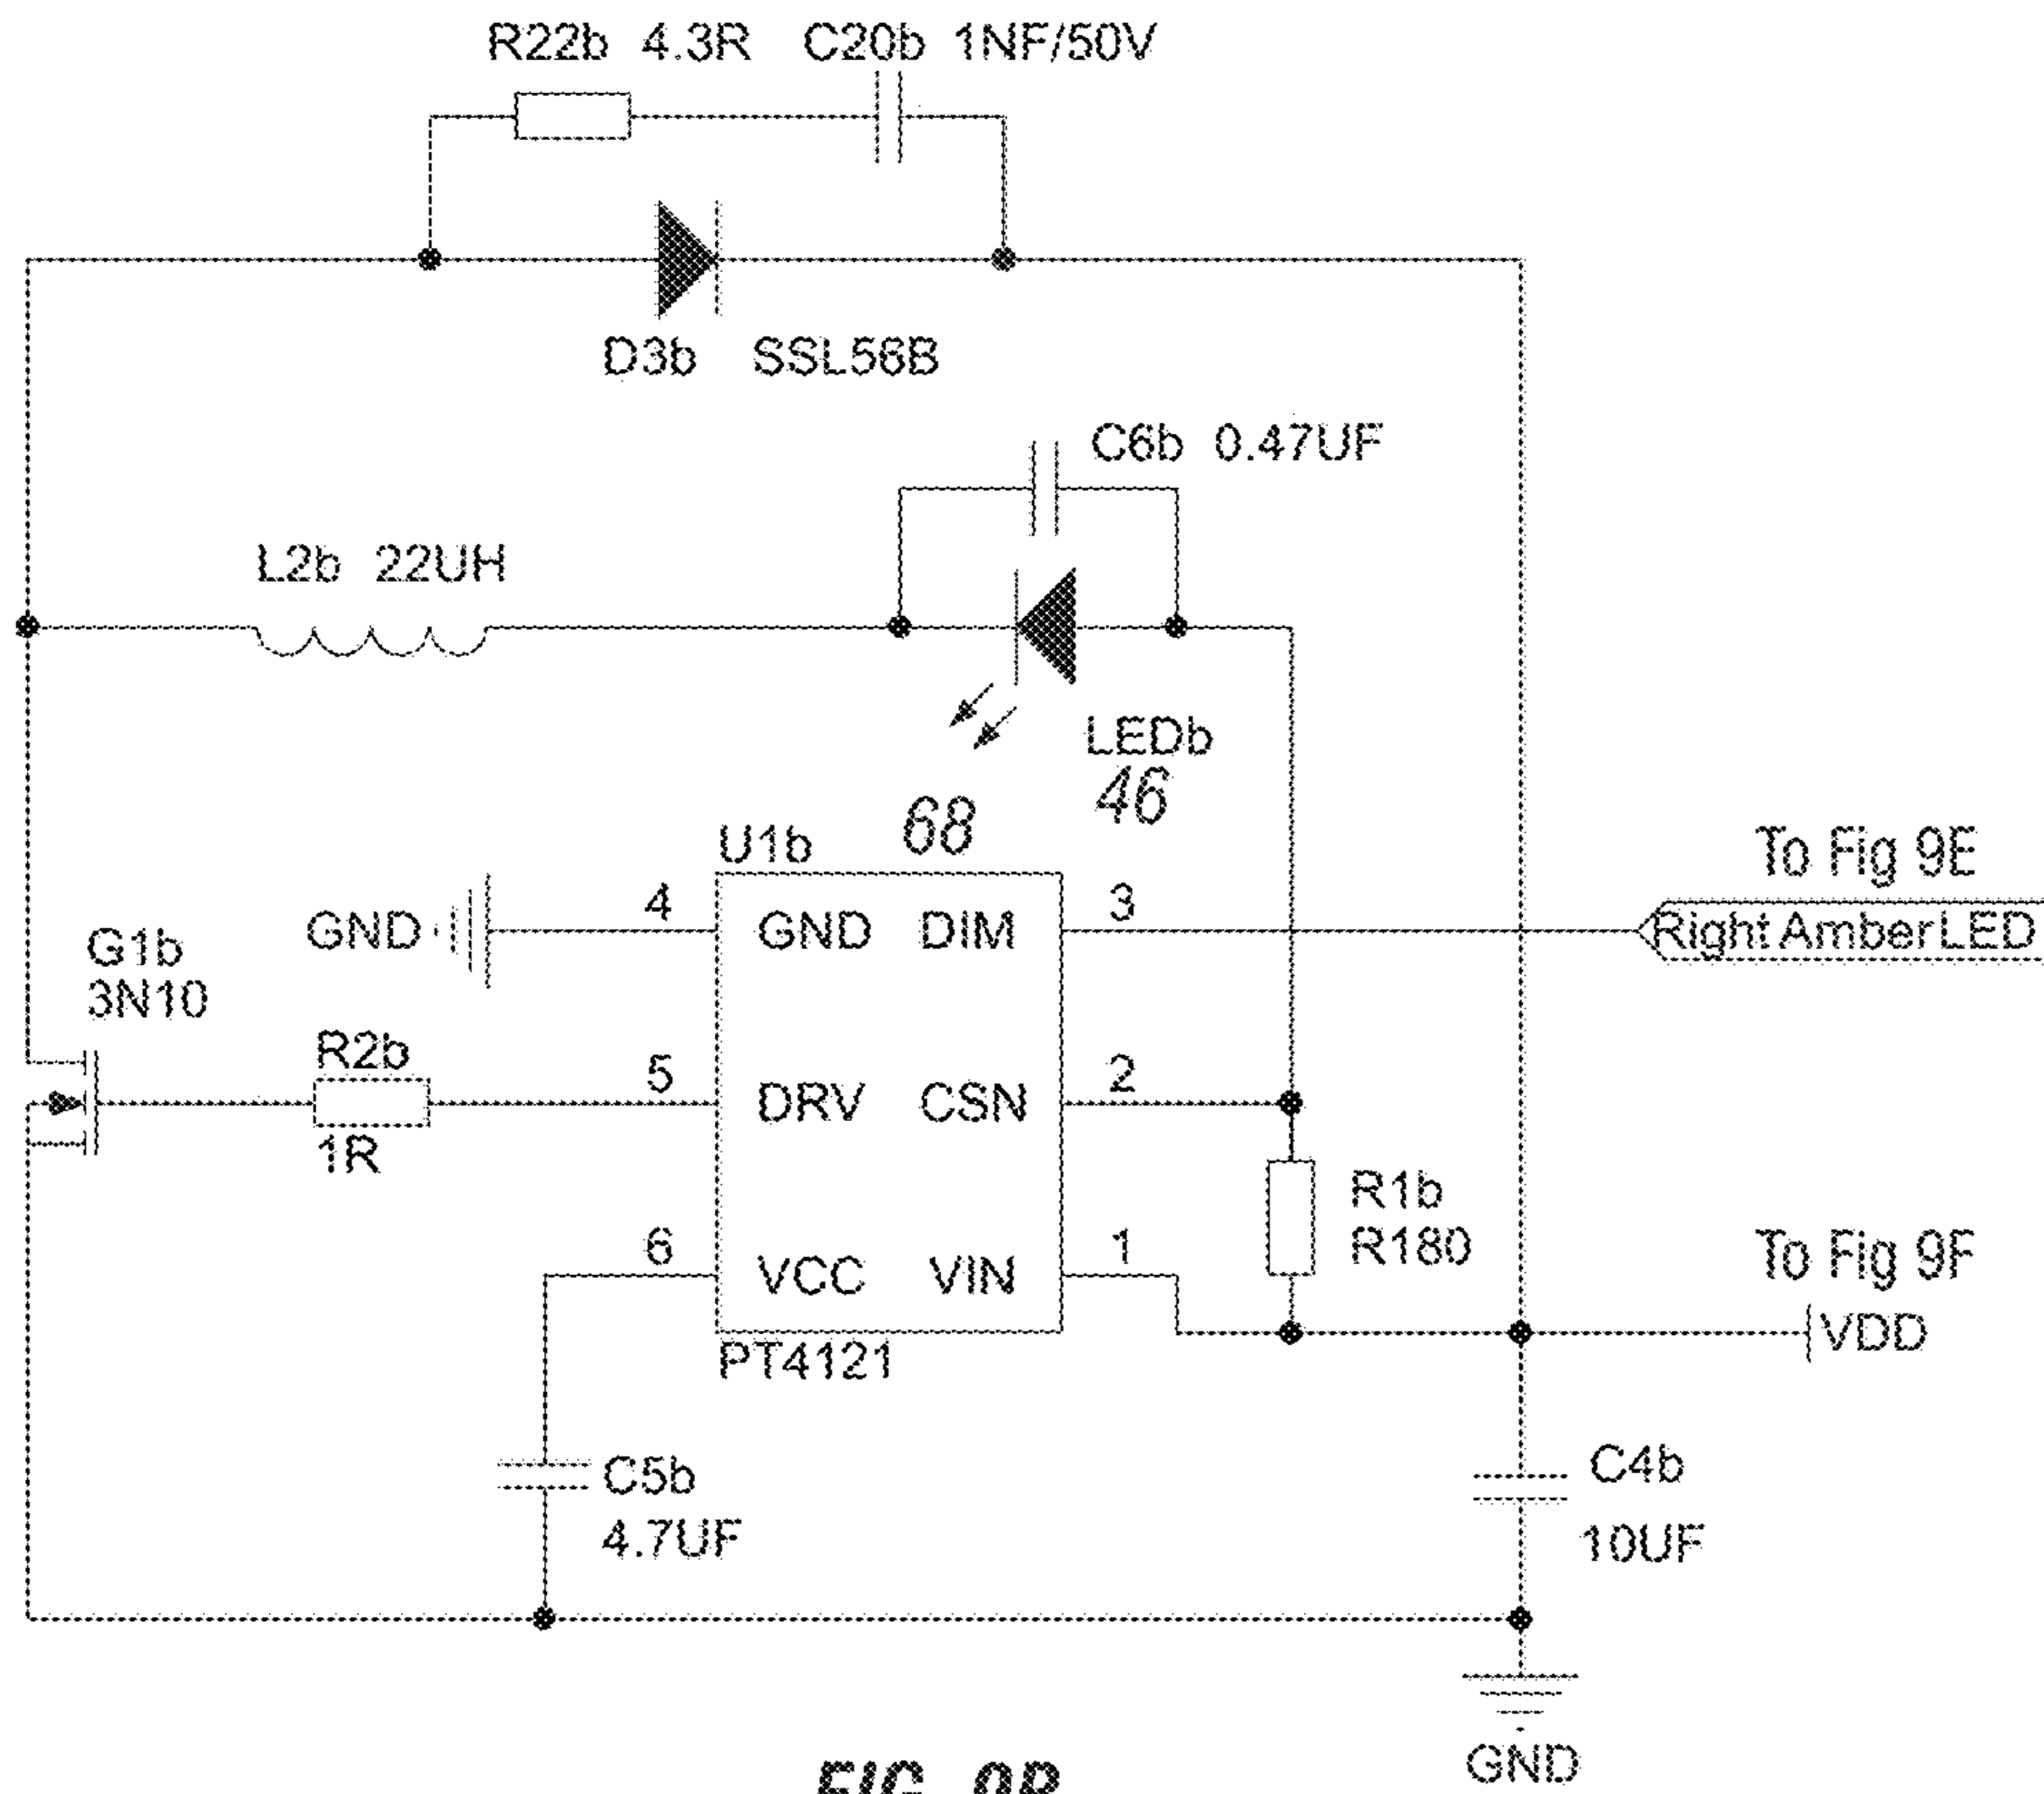 R22b 4.3R C20b 1NF/50V
D3b SSL56B
C6b 0.47UF
L2b 22UH
LEDb
46
68
U1b
To Fig 9E
4
3
GND
GND DIM
Right Amber LED
G1b
3N10
R2b
5
2
DRV CSN
1R
R1b
R180
6
1
VCC VIN
To Fig 9F
VDD
PT4121
C5b
4.7UF
C4b
10UF
GND